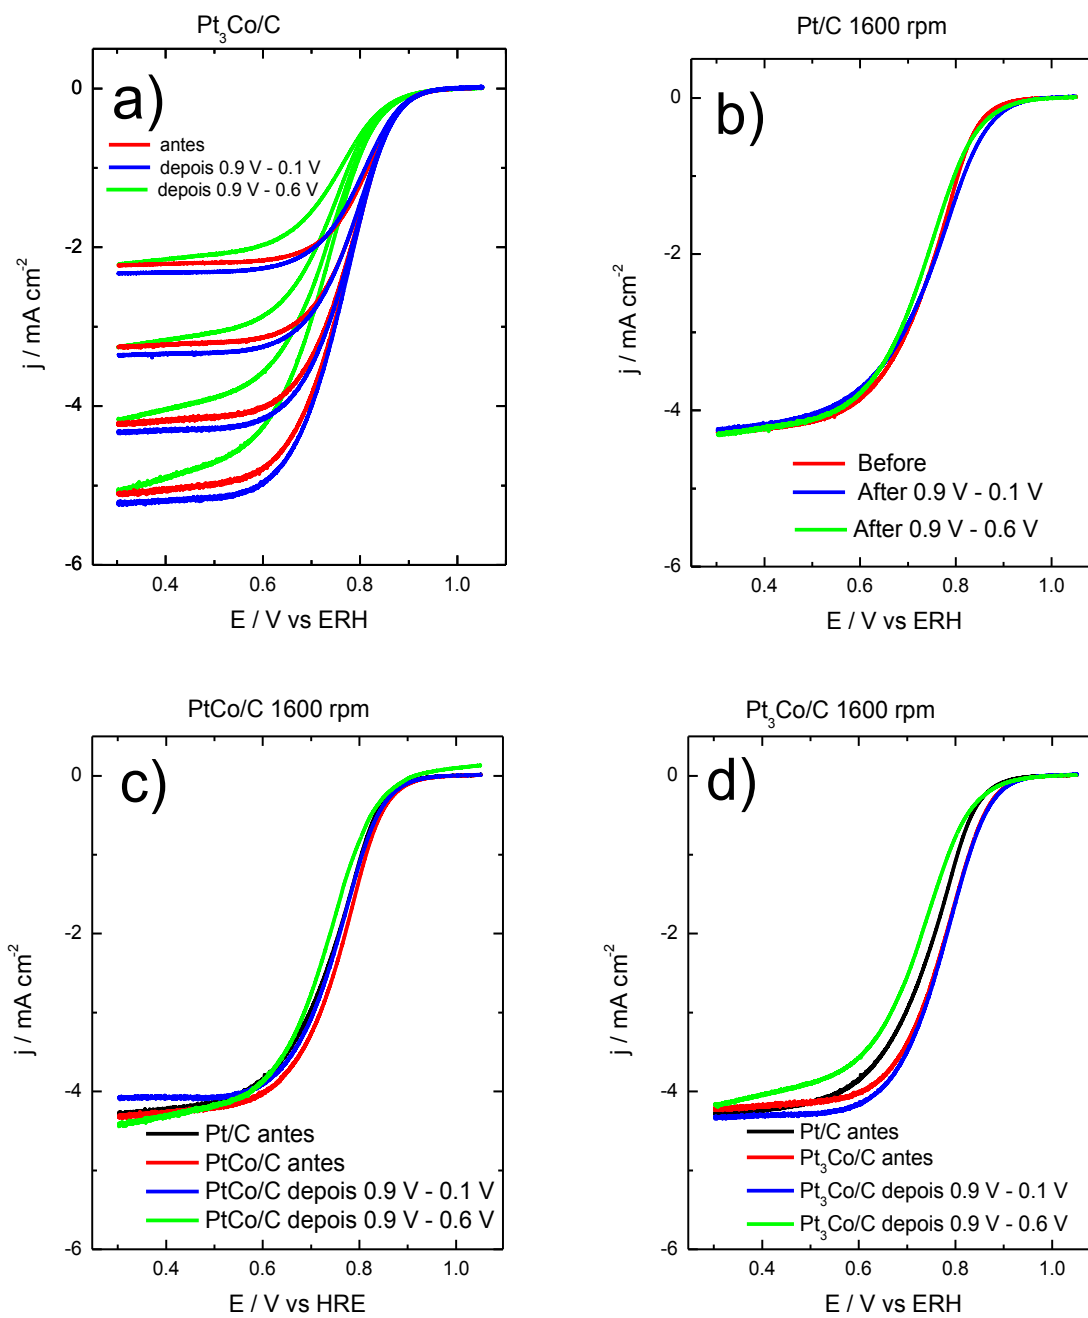 Pt3Co/C
a)
antes
depois 0.9 V - 0.1 V
depois 0.9 V - 0.6 V
0
-2
-4
-6
j / mA cm-2
0.4 0.6 0.8 1.0
E / V vs ERH
Pt/C 1600 rpm
b)
0
-2
-4
-6
j / mA cm-2
Before
After 0.9 V - 0.1 V
After 0.9 V - 0.6 V
0.4 0.6 0.8 1.0
E / V vs ERH
PtCo/C 1600 rpm
c)
0
-2
-4
-6
j / mA cm-2
Pt/C antes
PtCo/C antes
PtCo/C depois 0.9 V - 0.1 V
PtCo/C depois 0.9 V - 0.6 V
0.4 0.6 0.8 1.0
E / V vs HRE
Pt3Co/C 1600 rpm
d)
0
-2
-4
-6
j / mA cm-2
Pt/C antes
Pt3Co/C antes
Pt3Co/C depois 0.9 V - 0.1 V
Pt3Co/C depois 0.9 V - 0.6 V
0.4 0.6 0.8 1.0
E / V vs ERH